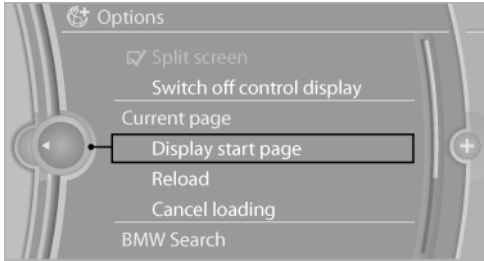 Options
Split screen
Switch off control display
Current page
Display start page
Reload
Cancel loading
BMW Search